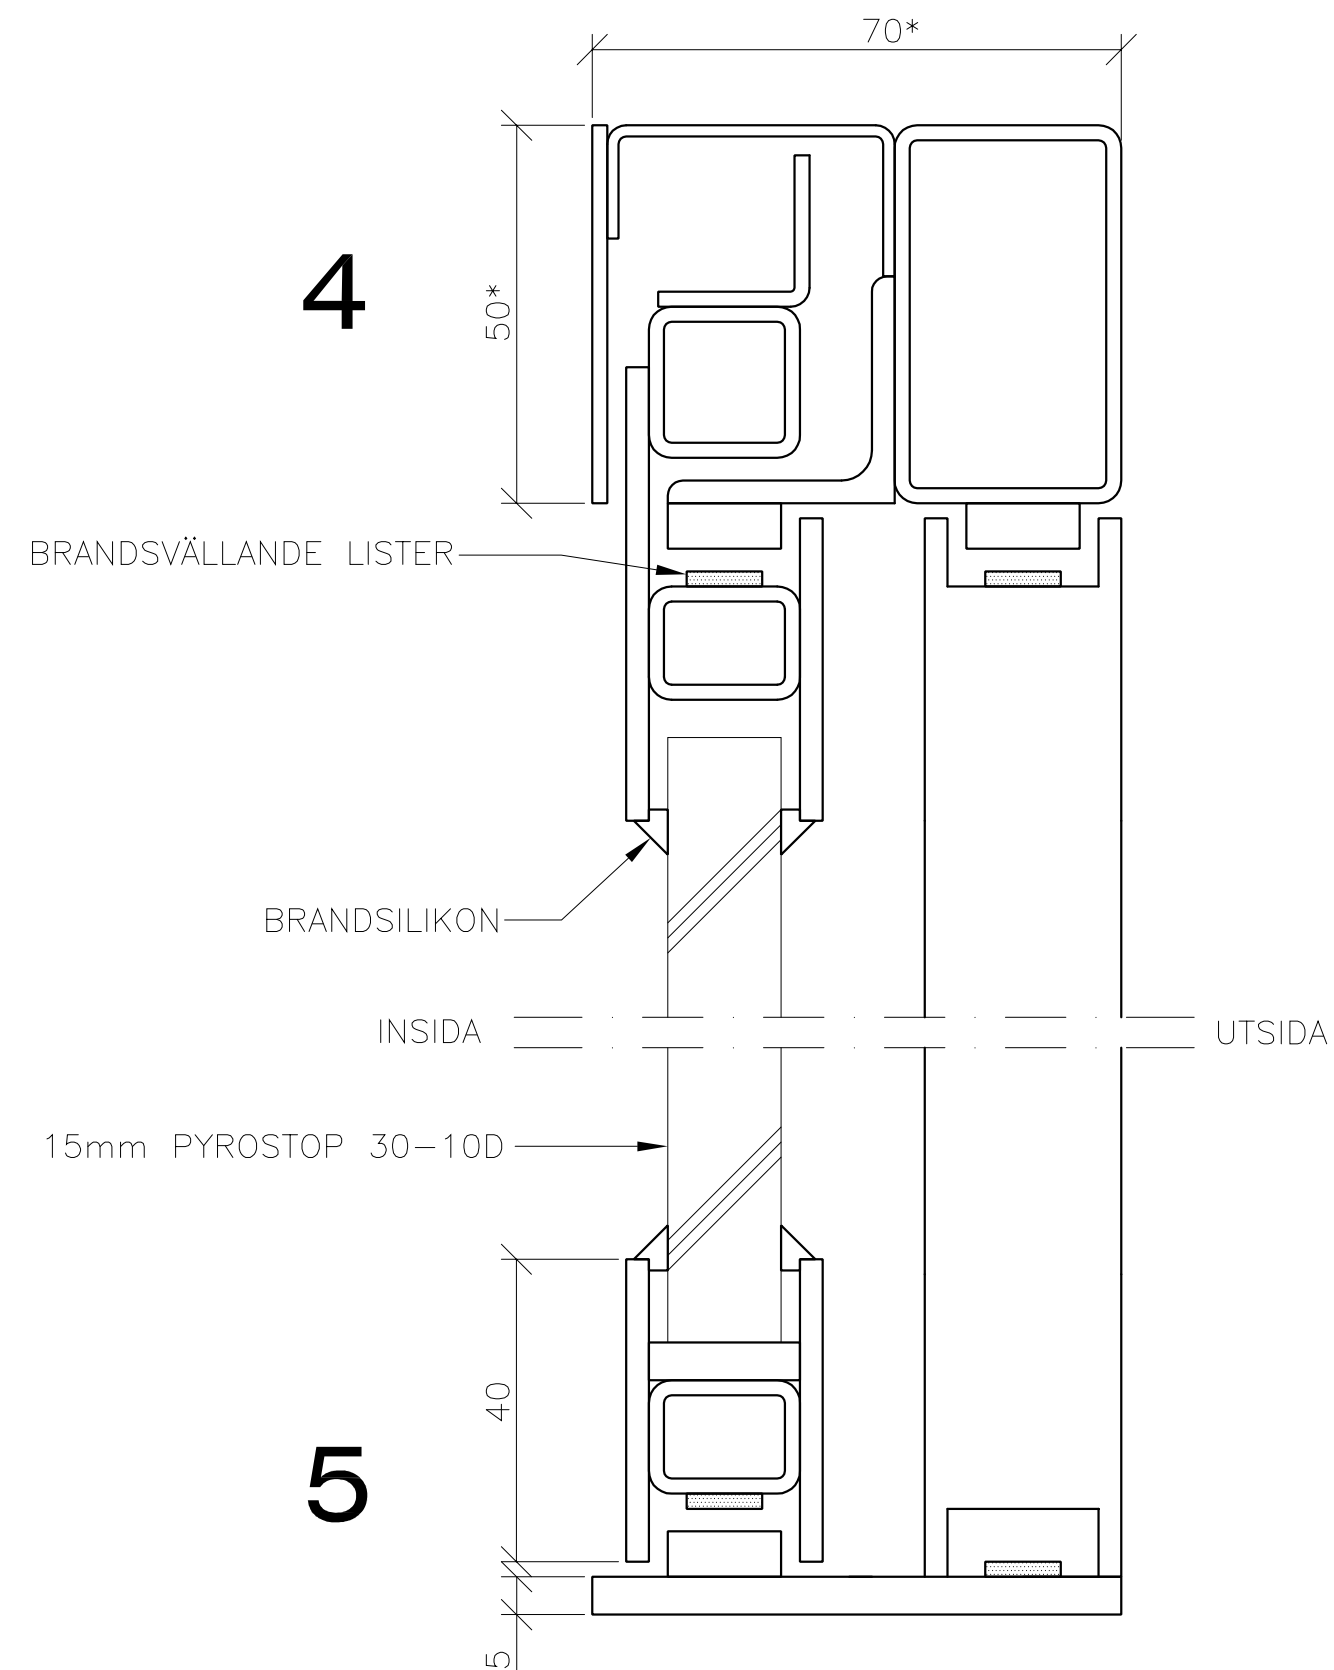 70*
4
50*
BRANDSVÄLLANDE LISTER
BRANDSILIKON
INSIDA
UTSIDA
15mm PYROSTOP 30-10D
40
5
5